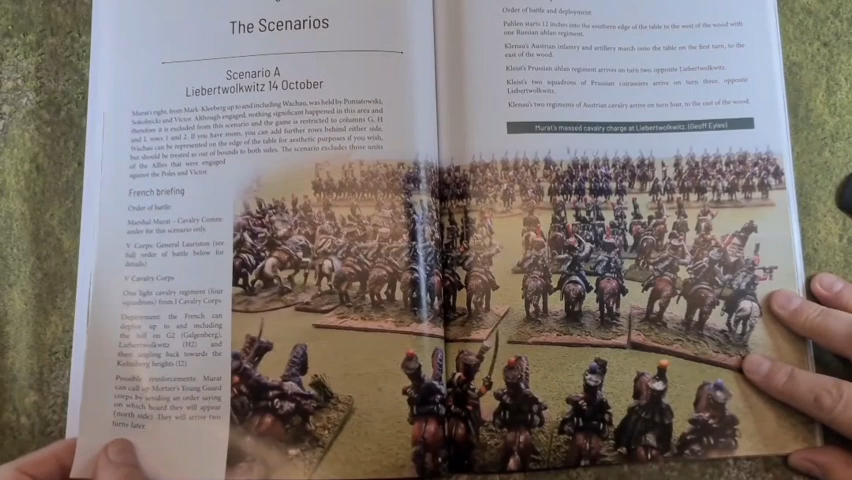 The Scenarios
Scenario A
Liebertwolkwitz 14 October
Murat's right, from Mark-Kleeberg up to and including Wachau, was held by Poniatowski,
Sokolnicki and Victor. Although engaged, nothing significant happened in this area and
therefore it is excluded from this scenario and the game is restricted to columns G, H
and I, rows 1 and 2. If you have room, you can add further rows behind either side.
Wachau can be represented on the edge of the table for aesthetic purposes if you wish,
but should be treated as out of bounds to both sides. The scenario excludes those units
of the Allies that were engaged
against the Poles and Victor.
French briefing
Order of battle:
Marshal Murat – Cavalry Comm-
ander for this scenario only.
V Corps: General Lauriston (see
full order of battle below for
details)
V Cavalry Corps
One light cavalry regiment (four
squadrons) from I Cavalry Corps
Deployment: the French can
deploy up to and including
the hill on G2 (Galgenberg),
Liebertwolkwitz (H2) and
then angling back towards the
Kolmberg heights (I2)
Possible reinforcements: Murat
can call up Mortier's Young Guard
corps by sending an order saying
on which board they will appear
(north side). They will arrive two
turns later.
Order of battle and deployment:
Pahlen starts 12 inches into the southern edge of the table to the west of the wood with
one Russian uhlan regiment.
Klenau's Austrian infantry and artillery march onto the table on the first turn, to the
east of the wood.
Kleist's Prussian uhlan regiment arrives on turn two, opposite Liebertwolkwitz.
Kleist's two squadrons of Prussian cuirassiers arrive on turn three, opposite
Liebertwolkwitz.
Klenau's two regiments of Austrian cavalry arrive on turn four, to the east of the wood.
Murat's massed cavalry charge at Liebertwolkwitz. (Geoff Eyles)